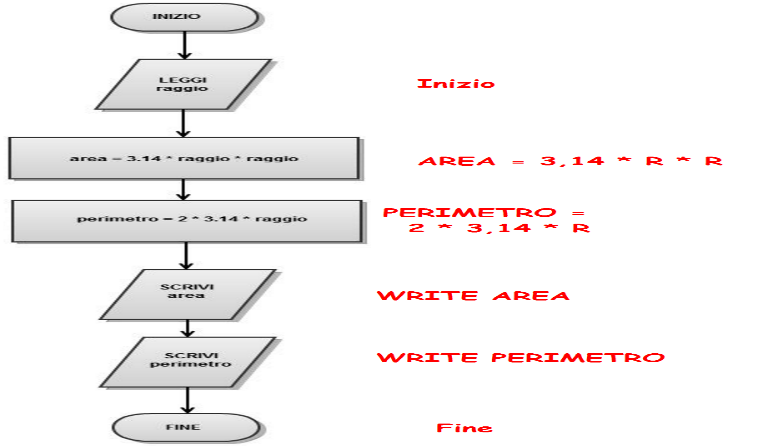 INIZIO
LEGGI
raggio
Inizio
area = 3.14 * raggio * raggio
AREA = 3,14 * R * R
perimetro = 2 * 3.14 * raggio
PERIMETRO =
2 * 3,14 * R
SCRIVI
area
WRITE AREA
SCRIVI
perimetro
WRITE PERIMETRO
FINE
Fine